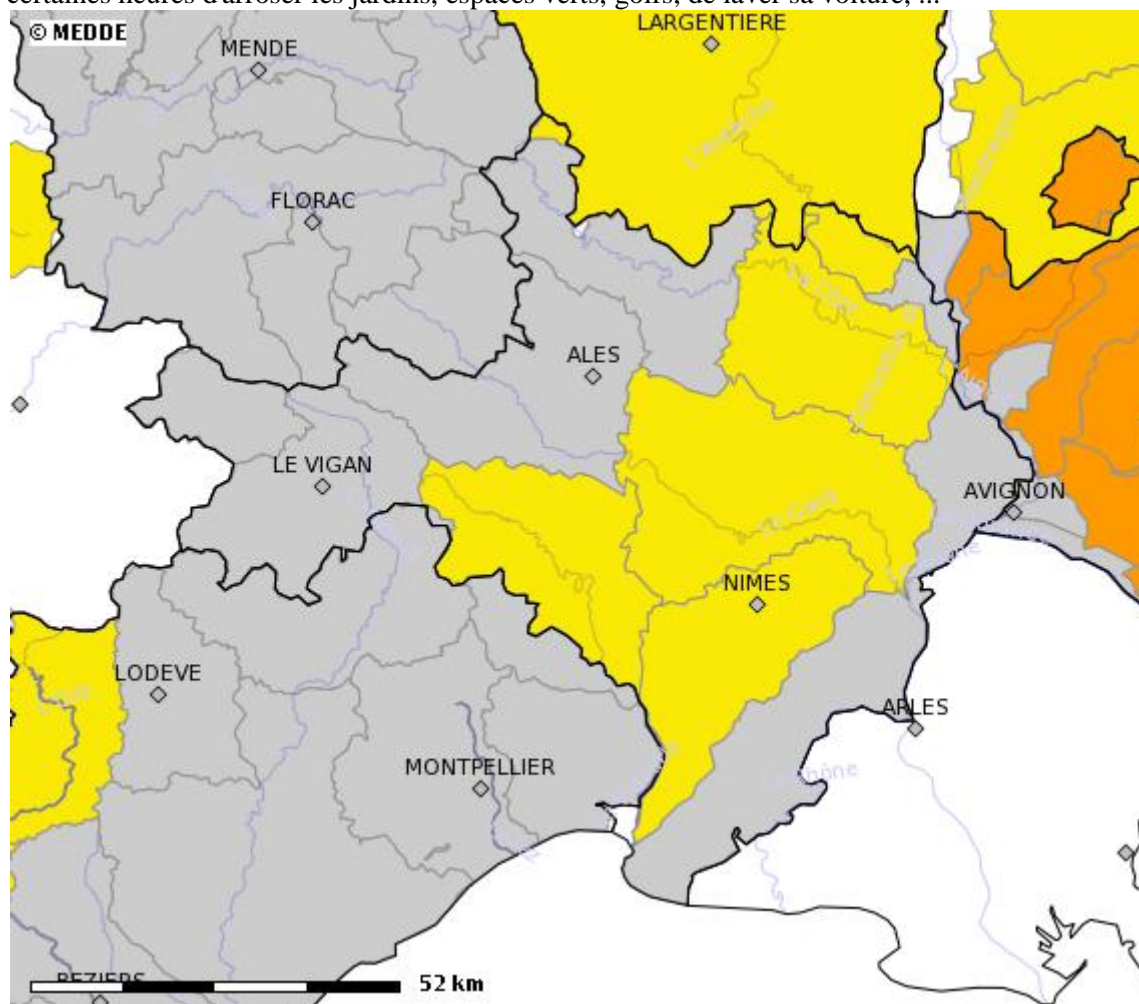 certaines heures d'arroser les jardins, espaces verts, golfs, de laver sa voiture, ...
© MEDDE
LARGENTIERE
MENDE
FLORAC
ALES
LE VIGAN
AVIGNON
NIMES
LODEVE
ARLES
MONTPELLIER
BEZIERS
52 km